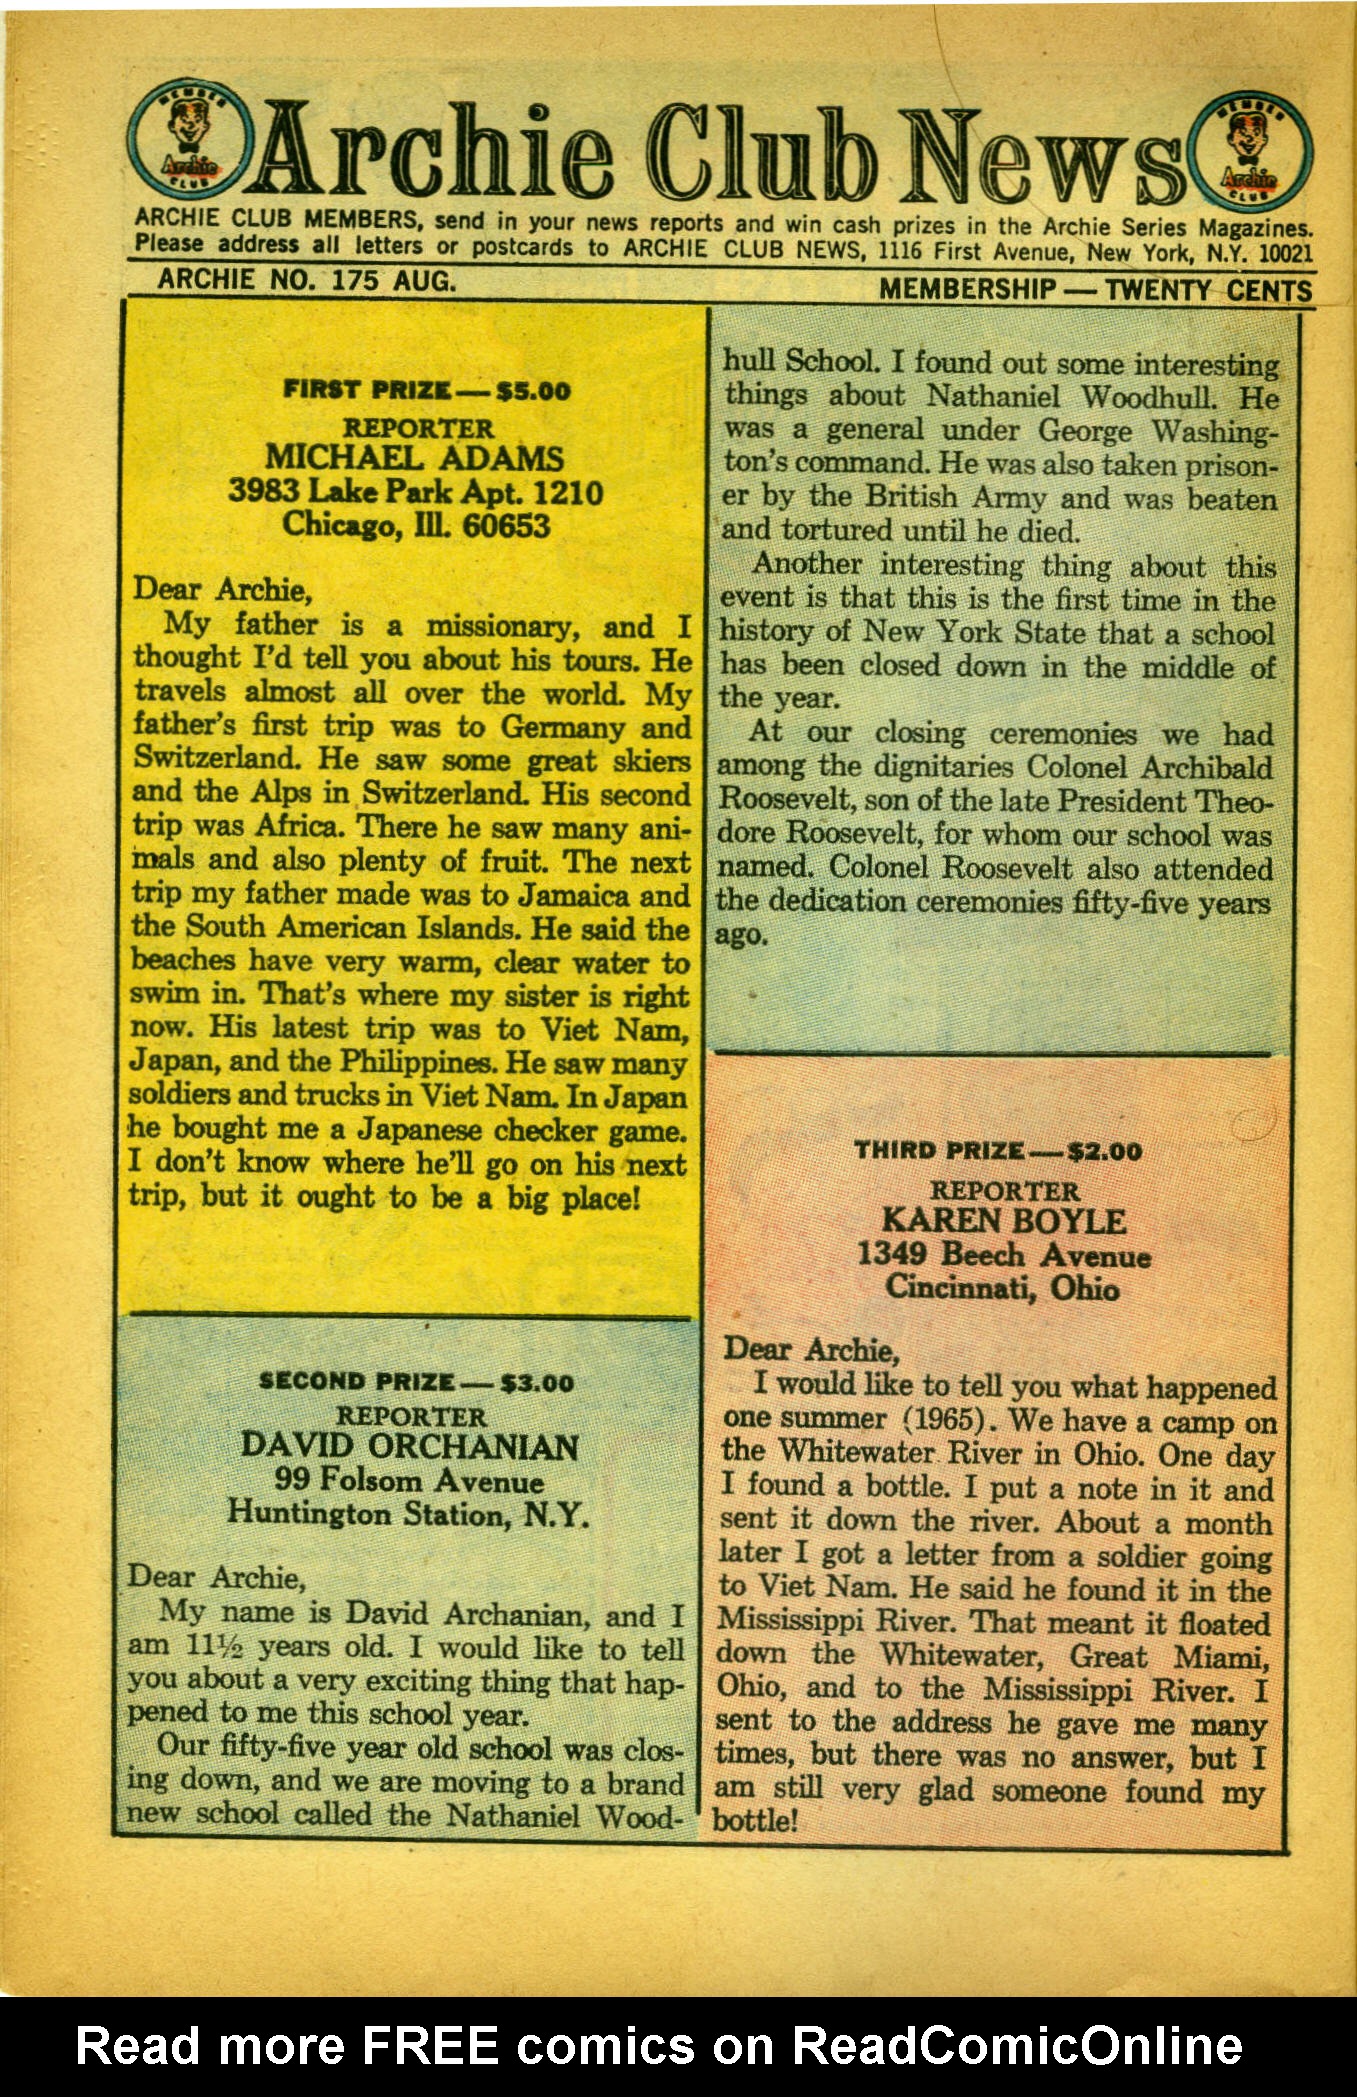 MEMBER
Archie
CLUB
Archie Club News
MEMBER
Archie
CLUB
ARCHIE CLUB MEMBERS, send in your news reports and win cash prizes in the Archie Series Magazines.
Please address all letters or postcards to ARCHIE CLUB NEWS, 1116 First Avenue, New York, N.Y. 10021
ARCHIE NO. 175 AUG.
MEMBERSHIP — TWENTY CENTS
FIRST PRIZE — $5.00
REPORTER
MICHAEL ADAMS
3983 Lake Park Apt. 1210
Chicago, Ill. 60653
Dear Archie,
My father is a missionary, and I
thought I'd tell you about his tours. He
travels almost all over the world. My
father's first trip was to Germany and
Switzerland. He saw some great skiers
and the Alps in Switzerland. His second
trip was Africa. There he saw many ani-
mals and also plenty of fruit. The next
trip my father made was to Jamaica and
the South American Islands. He said the
beaches have very warm, clear water to
swim in. That's where my sister is right
now. His latest trip was to Viet Nam,
Japan, and the Philippines. He saw many
soldiers and trucks in Viet Nam. In Japan
he bought me a Japanese checker game.
I don't know where he'll go on his next
trip, but it ought to be a big place!
SECOND PRIZE — $3.00
REPORTER
DAVID ORCHANIAN
99 Folsom Avenue
Huntington Station, N.Y.
Dear Archie,
My name is David Archanian, and I
am 11½ years old. I would like to tell
you about a very exciting thing that hap-
pened to me this school year.
Our fifty-five year old school was clos-
ing down, and we are moving to a brand
new school called the Nathaniel Wood-
hull School. I found out some interesting
things about Nathaniel Woodhull. He
was a general under George Washing-
ton's command. He was also taken prison-
er by the British Army and was beaten
and tortured until he died.
Another interesting thing about this
event is that this is the first time in the
history of New York State that a school
has been closed down in the middle of
the year.
At our closing ceremonies we had
among the dignitaries Colonel Archibald
Roosevelt, son of the late President Theo-
dore Roosevelt, for whom our school was
named. Colonel Roosevelt also attended
the dedication ceremonies fifty-five years
ago.
THIRD PRIZE — $2.00
REPORTER
KAREN BOYLE
1349 Beech Avenue
Cincinnati, Ohio
Dear Archie,
I would like to tell you what happened
one summer (1965). We have a camp on
the Whitewater River in Ohio. One day
I found a bottle. I put a note in it and
sent it down the river. About a month
later I got a letter from a soldier going
to Viet Nam. He said he found it in the
Mississippi River. That meant it floated
down the Whitewater, Great Miami,
Ohio, and to the Mississippi River. I
sent to the address he gave me many
times, but there was no answer, but I
am still very glad someone found my
bottle!
Read more FREE comics on ReadComicOnline